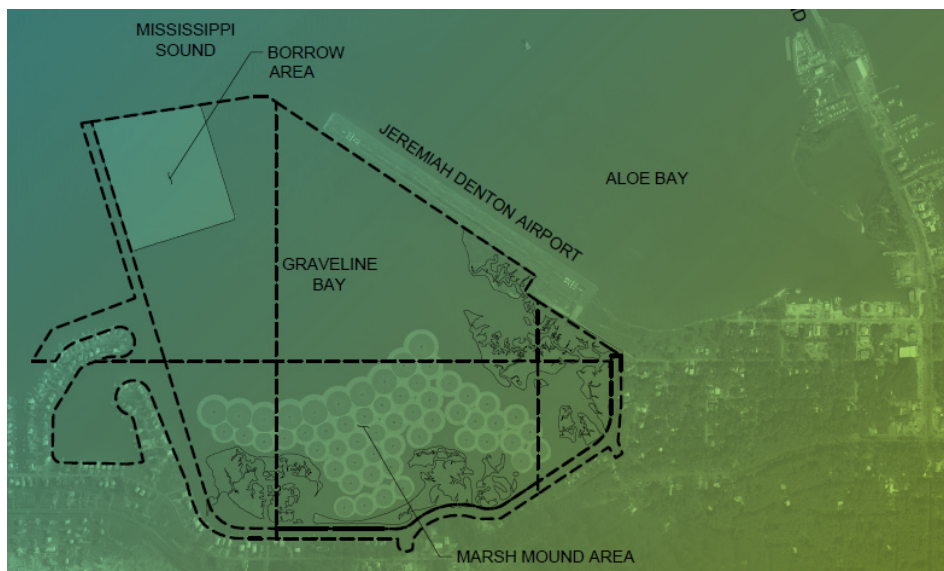 MISSISSIPPI
SOUND
BORROW
AREA
JEREMIAH DENTON AIRPORT
ALOE BAY
GRAVELINE
BAY
MARSH MOUND AREA